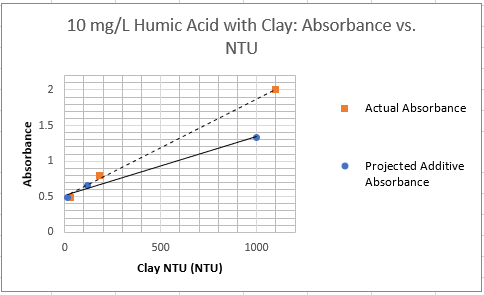 10 mg/L Humic Acid with Clay: Absorbance vs.
NTU
Absorbance
2
1.5
1
0.5
0
0
500
1000
Clay NTU (NTU)
Actual Absorbance
Projected Additive
Absorbance